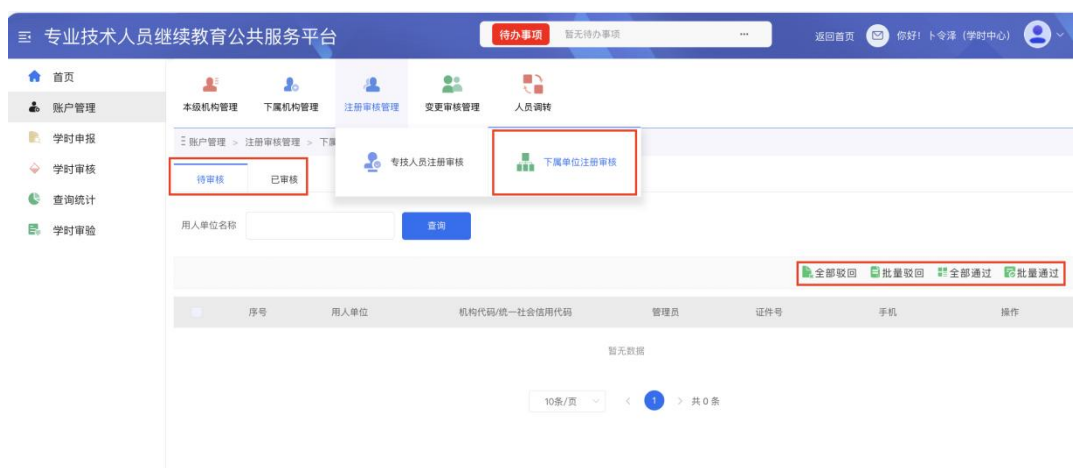 专业技术人员继续教育公共服务平台
待办事项 暂无待办事项 ... 返回首页 你好！卜令泽（学时中心）
首页
账户管理
学时申报
学时审核
查询统计
学时审验
本级机构管理 下属机构管理 注册审核管理 变更审核管理 人员调转
账户管理 > 注册审核管理 > 下属
专技人员注册审核 下属单位注册审核
待审核 已审核
用人单位名称 查询
全部驳回 批量驳回 全部通过 批量通过
序号 用人单位 机构代码/统一社会信用代码 管理员 证件号 手机 操作
暂无数据
10条/页 < 1 > 共 0 条